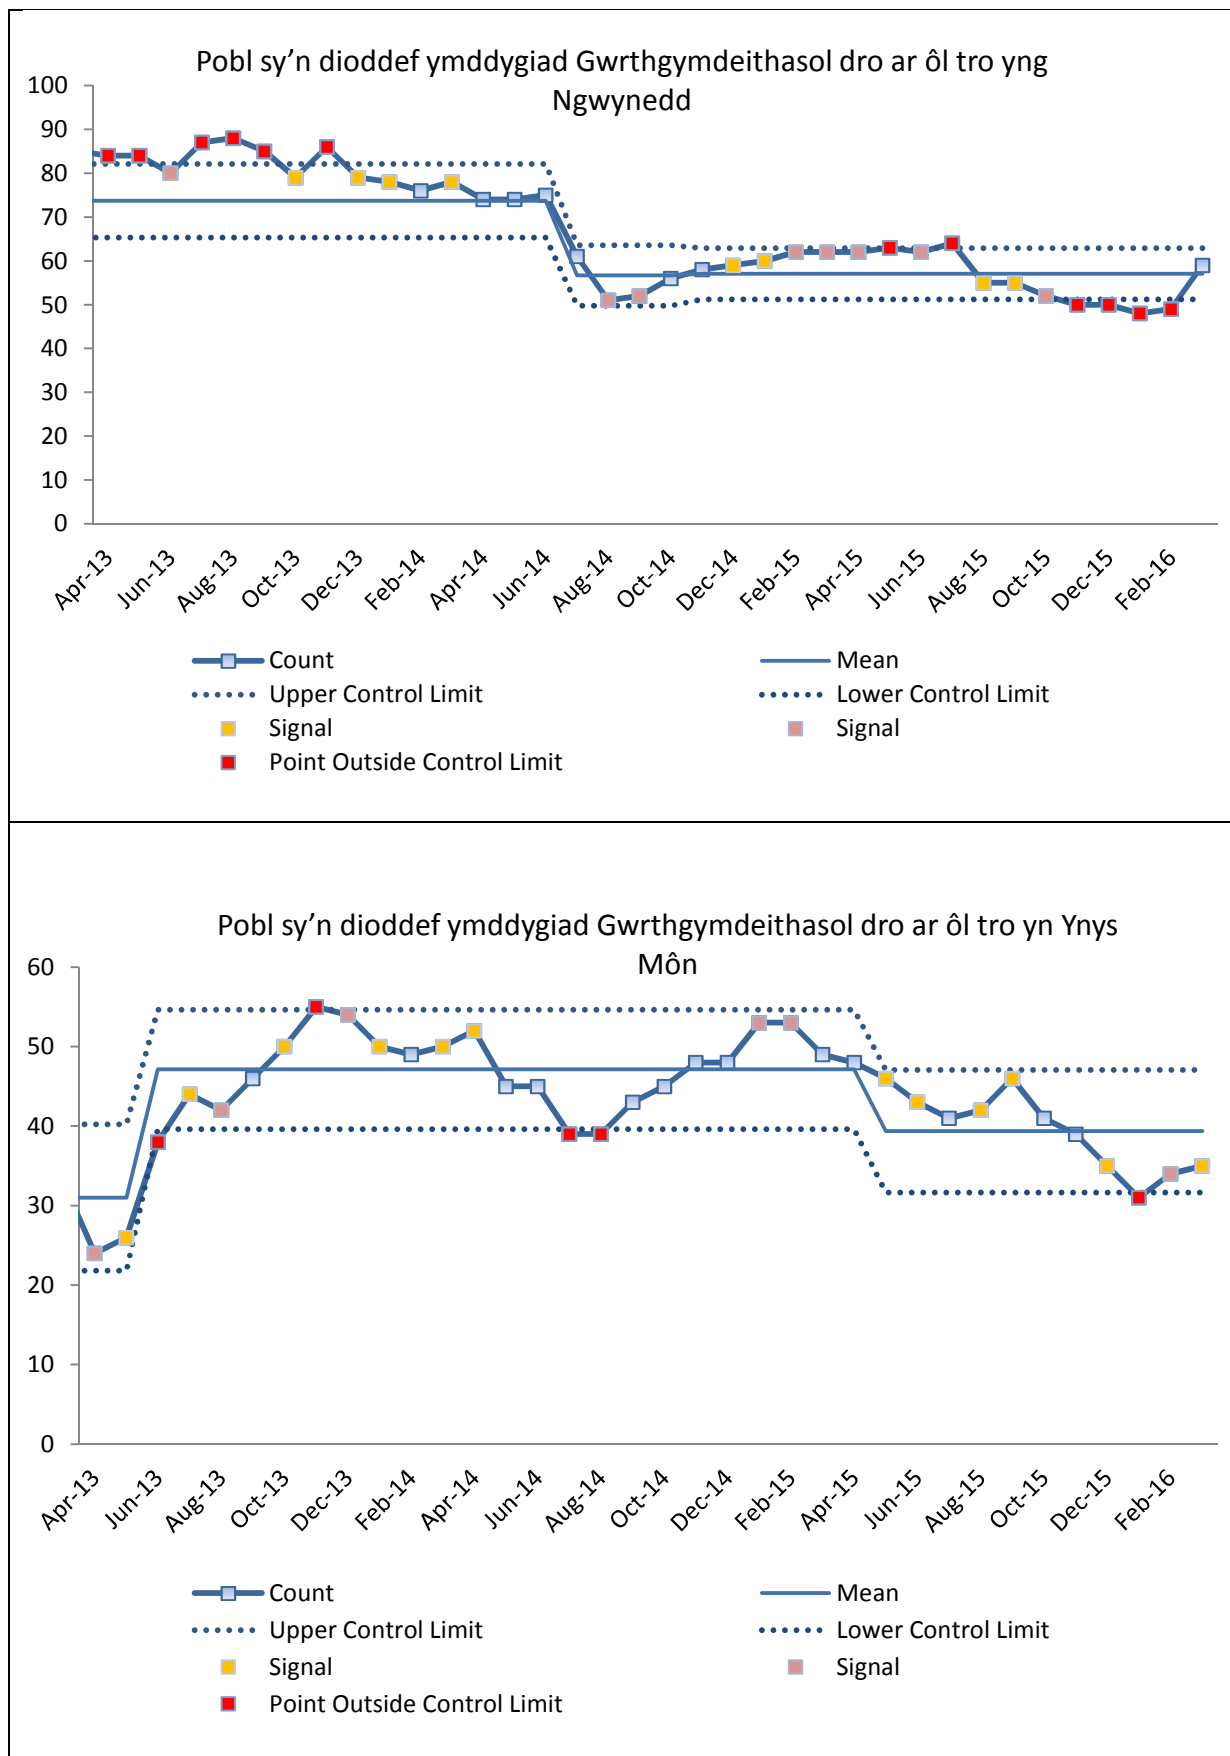 Pobl sy’n dioddef ymddygiad Gwrthgymdeithasol dro ar ôl tro yng
Ngwynedd
100
90
80
70
60
50
40
30
20
10
0
Apr-13 Jun-13 Aug-13 Oct-13 Dec-13 Feb-14 Apr-14 Jun-14 Aug-14 Oct-14 Dec-14 Feb-15 Apr-15 Jun-15 Aug-15 Oct-15 Dec-15 Feb-16
Count Mean
Upper Control Limit Lower Control Limit
Signal Signal
Point Outside Control Limit
Pobl sy’n dioddef ymddygiad Gwrthgymdeithasol dro ar ôl tro yn Ynys
Môn
60
50
40
30
20
10
0
Apr-13 Jun-13 Aug-13 Oct-13 Dec-13 Feb-14 Apr-14 Jun-14 Aug-14 Oct-14 Dec-14 Feb-15 Apr-15 Jun-15 Aug-15 Oct-15 Dec-15 Feb-16
Count Mean
Upper Control Limit Lower Control Limit
Signal Signal
Point Outside Control Limit